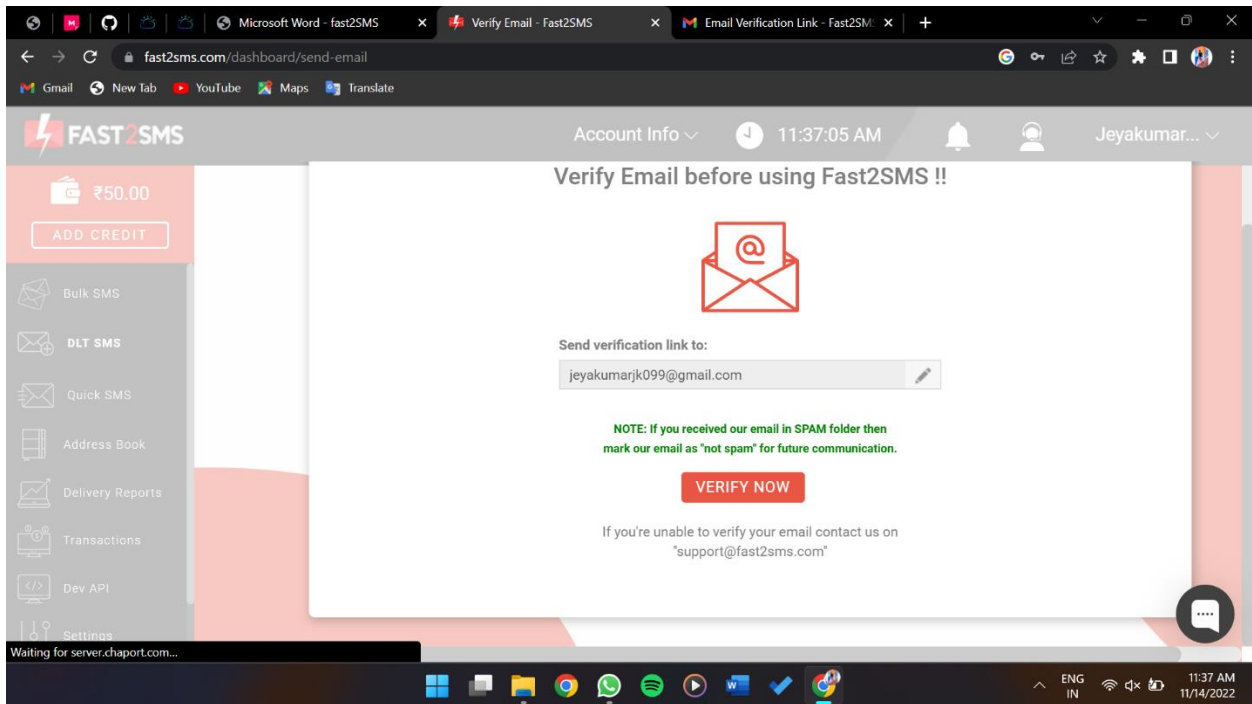 Microsoft Word - fast2SMS
Verify Email - Fast2SMS
Email Verification Link - Fast2SM
fast2sms.com/dashboard/send-email
Gmail New Tab YouTube Maps Translate
FAST2SMS
Account Info
11:37:05 AM
Jeyakumar...
₹50.00
ADD CREDIT
Bulk SMS
DLT SMS
Quick SMS
Address Book
Delivery Reports
Transactions
Dev API
Settings
Verify Email before using Fast2SMS !!
Send verification link to:
jeyakumarjk099@gmail.com
NOTE: If you received our email in SPAM folder then
mark our email as "not spam" for future communication.
VERIFY NOW
If you're unable to verify your email contact us on
"support@fast2sms.com"
Waiting for server.chaport.com...
ENG
IN
11:37 AM
11/14/2022